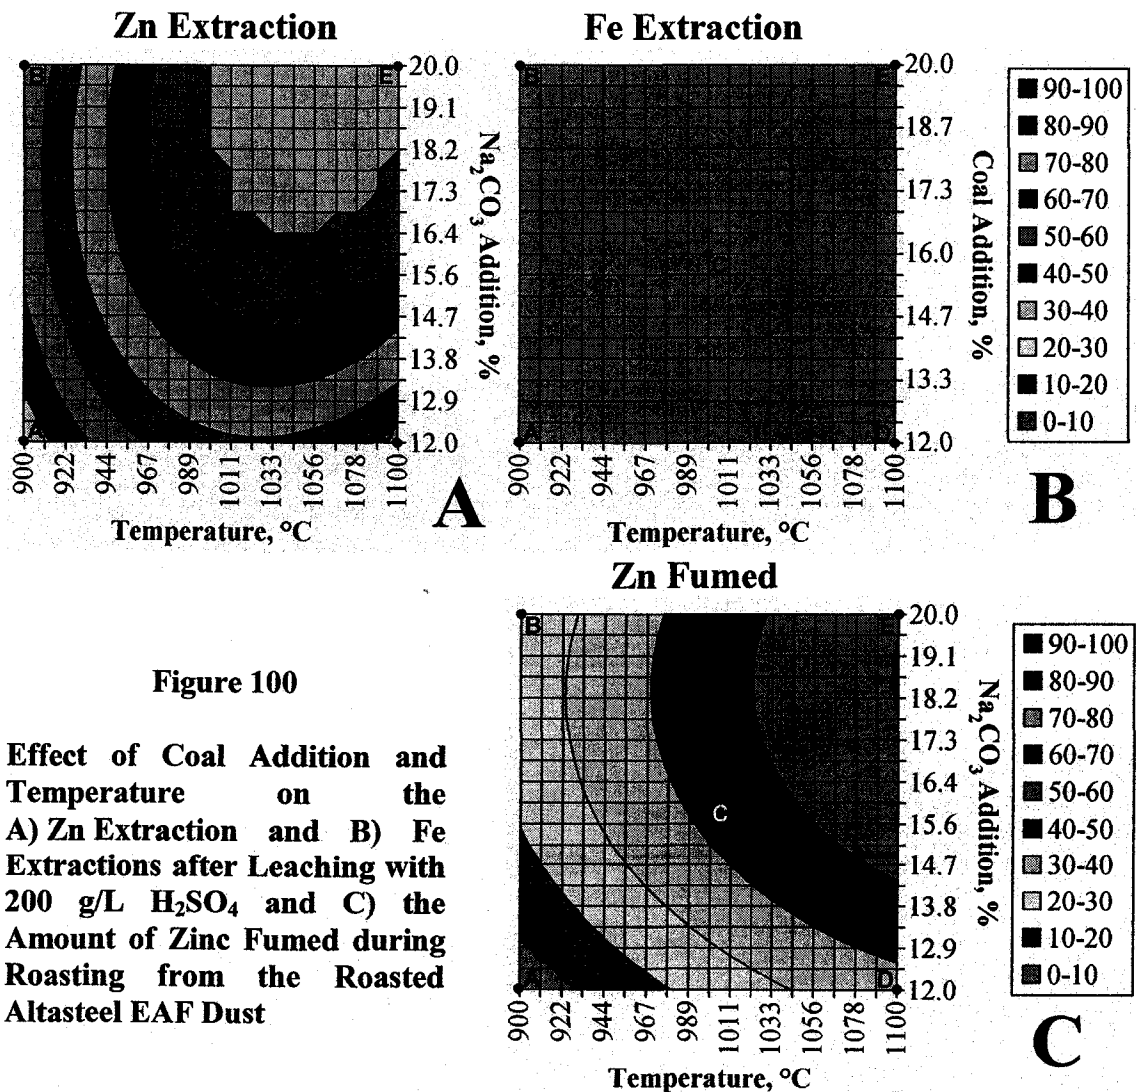 Zn Extraction
B
E
A
20.0
19.1
18.2
17.3
16.4
15.6
14.7
13.8
12.9
12.0
Na₂CO₃ Addition, %
900
922
944
967
989
1011
1033
1056
1078
1100
Temperature, °C
A
Fe Extraction
B
E
C
A
D
20.0
18.7
17.3
16.0
14.7
13.3
12.0
Coal Addition, %
900
922
944
967
989
1011
1033
1056
1078
1100
Temperature, °C
B
90-100
80-90
70-80
60-70
50-60
40-50
30-40
20-30
10-20
0-10
Zn Fumed
B
E
C
A
D
20.0
19.1
18.2
17.3
16.4
15.6
14.7
13.8
12.9
12.0
Na₂CO₃ Addition, %
900
922
944
967
989
1011
1033
1056
1078
1100
Temperature, °C
C
90-100
80-90
70-80
60-70
50-60
40-50
30-40
20-30
10-20
0-10
Figure 100
Effect of Coal Addition and
Temperature on the
A) Zn Extraction and B) Fe
Extractions after Leaching with
200 g/L H₂SO₄ and C) the
Amount of Zinc Fumed during
Roasting from the Roasted
Altasteel EAF Dust